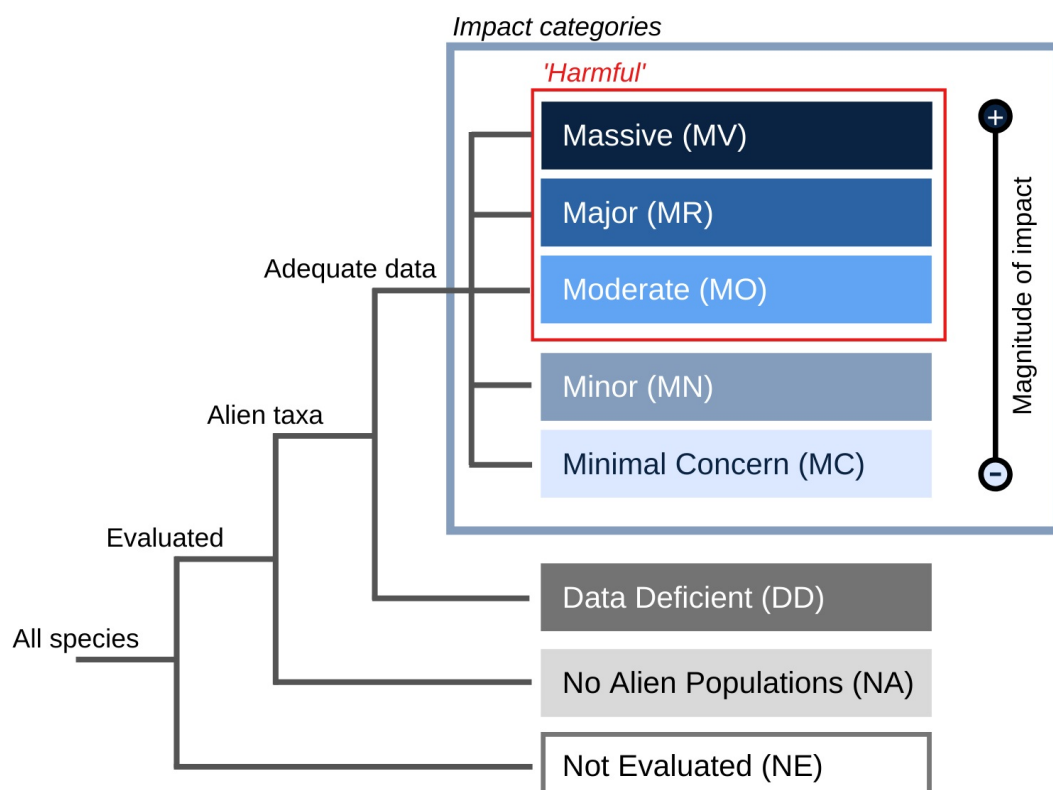 Impact categories
'Harmful'
Massive (MV)
Major (MR)
Adequate data
Moderate (MO)
Magnitude of impact
+
Minor (MN)
Alien taxa
Minimal Concern (MC)
-
Evaluated
Data Deficient (DD)
All species
No Alien Populations (NA)
Not Evaluated (NE)